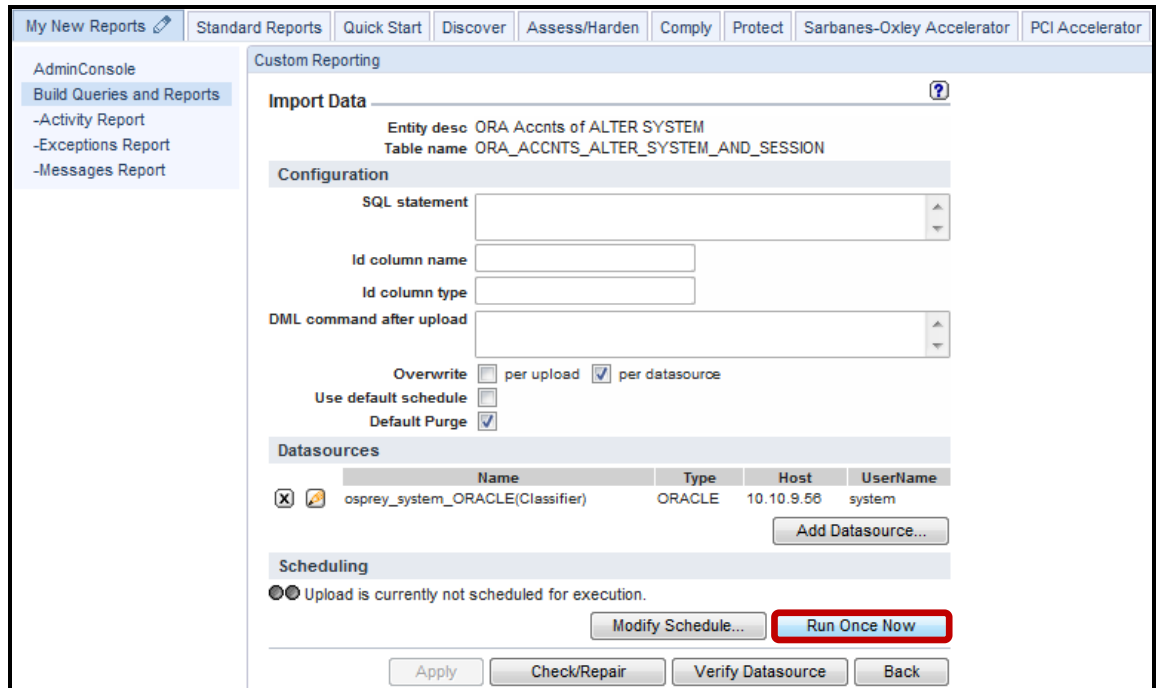 My New Reports Standard Reports Quick Start Discover Assess/Harden Comply Protect Sarbanes-Oxley Accelerator PCI Accelerator
AdminConsole
Build Queries and Reports
-Activity Report
-Exceptions Report
-Messages Report
Custom Reporting
Import Data ?
Entity desc ORA Accnts of ALTER SYSTEM
Table name ORA_ACCNTS_ALTER_SYSTEM_AND_SESSION
Configuration
SQL statement
Id column name
Id column type
DML command after upload
Overwrite per upload per datasource
Use default schedule
Default Purge
Datasources
Name Type Host UserName
osprey_system_ORACLE(Classifier) ORACLE 10.10.9.56 system
Add Datasource...
Scheduling
Upload is currently not scheduled for execution.
Modify Schedule... Run Once Now
Apply Check/Repair Verify Datasource Back